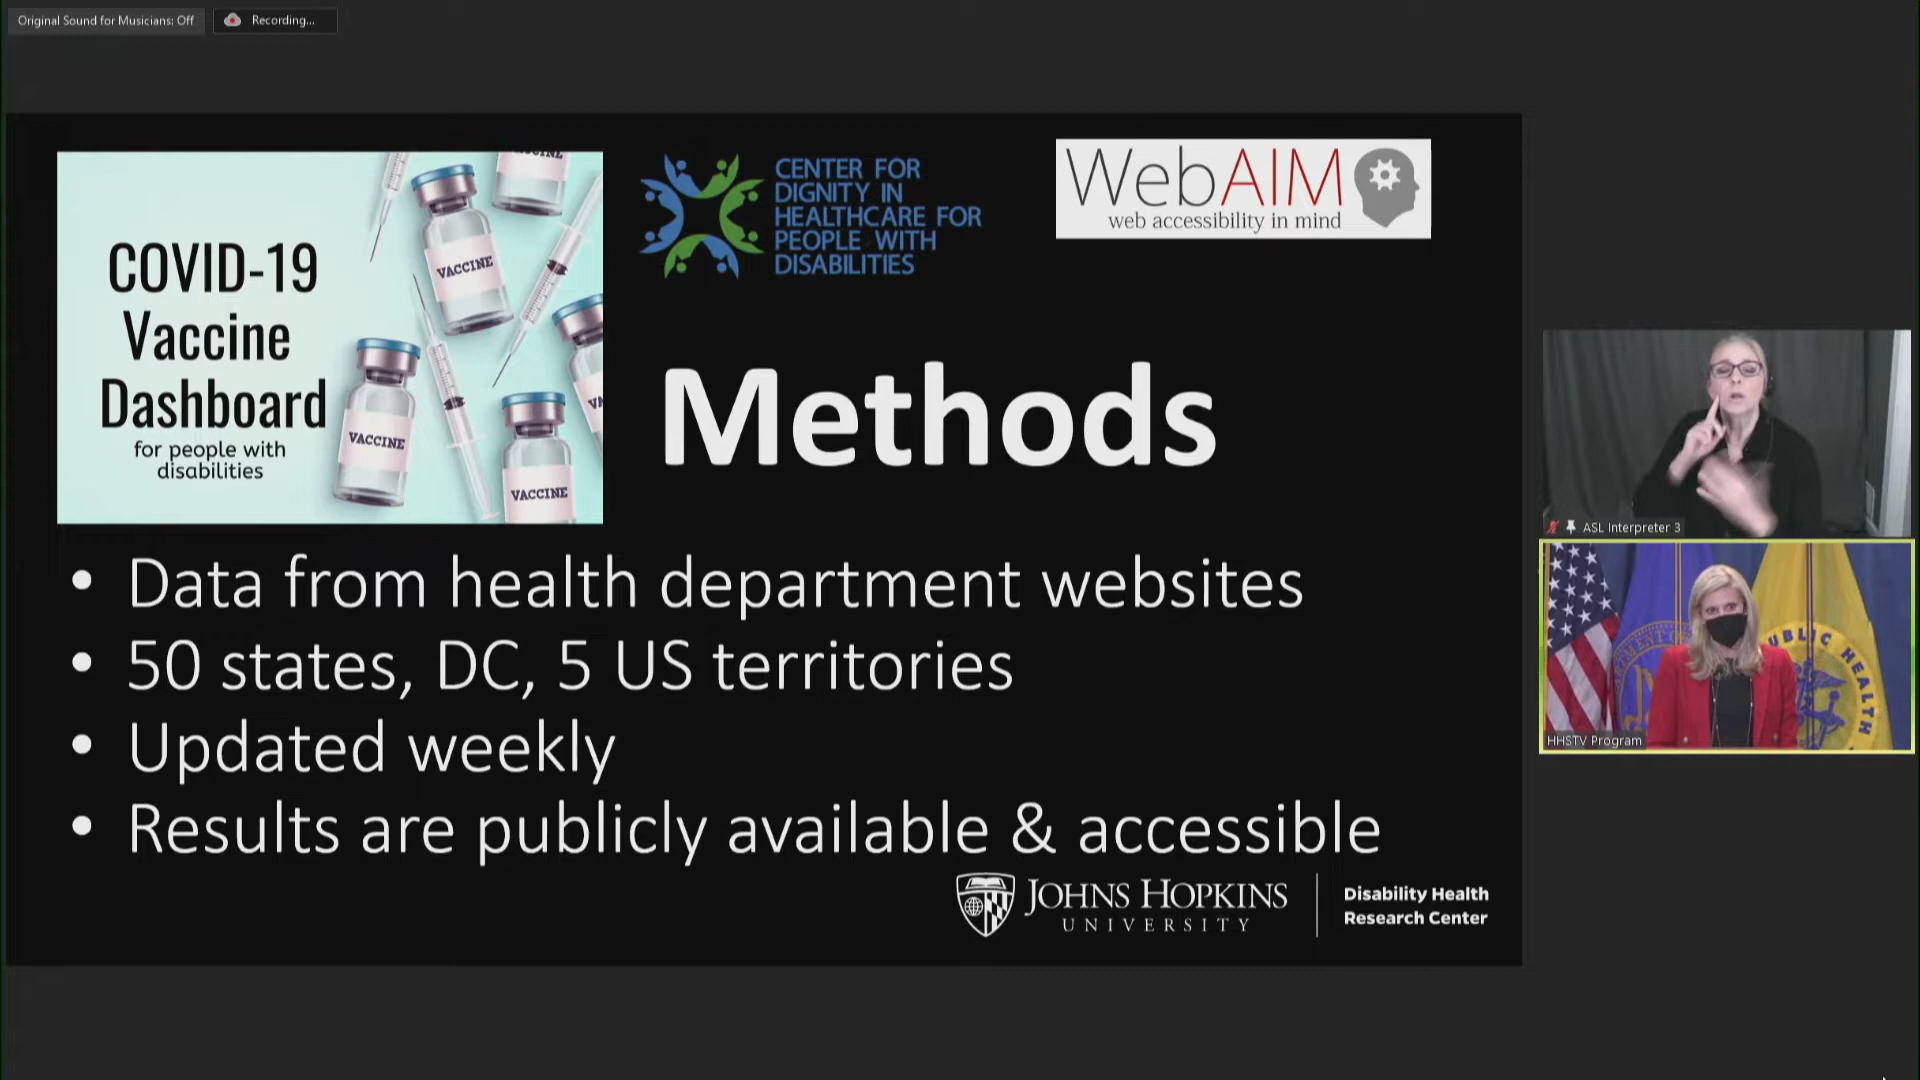 Original Sound for Musicians: Off
Recording...
COVID-19
Vaccine
Dashboard
for people with
disabilities
VACCINE
VACCINE
VACCINE
CENTER FOR
DIGNITY IN
HEALTHCARE FOR
PEOPLE WITH
DISABILITIES
WebAIM
web accessibility in mind
Methods
• Data from health department websites
• 50 states, DC, 5 US territories
• Updated weekly
• Results are publicly available & accessible
JOHNS HOPKINS
UNIVERSITY
Disability Health
Research Center
ASL Interpreter 3
PUBLIC HEALTH
HHSTV Program